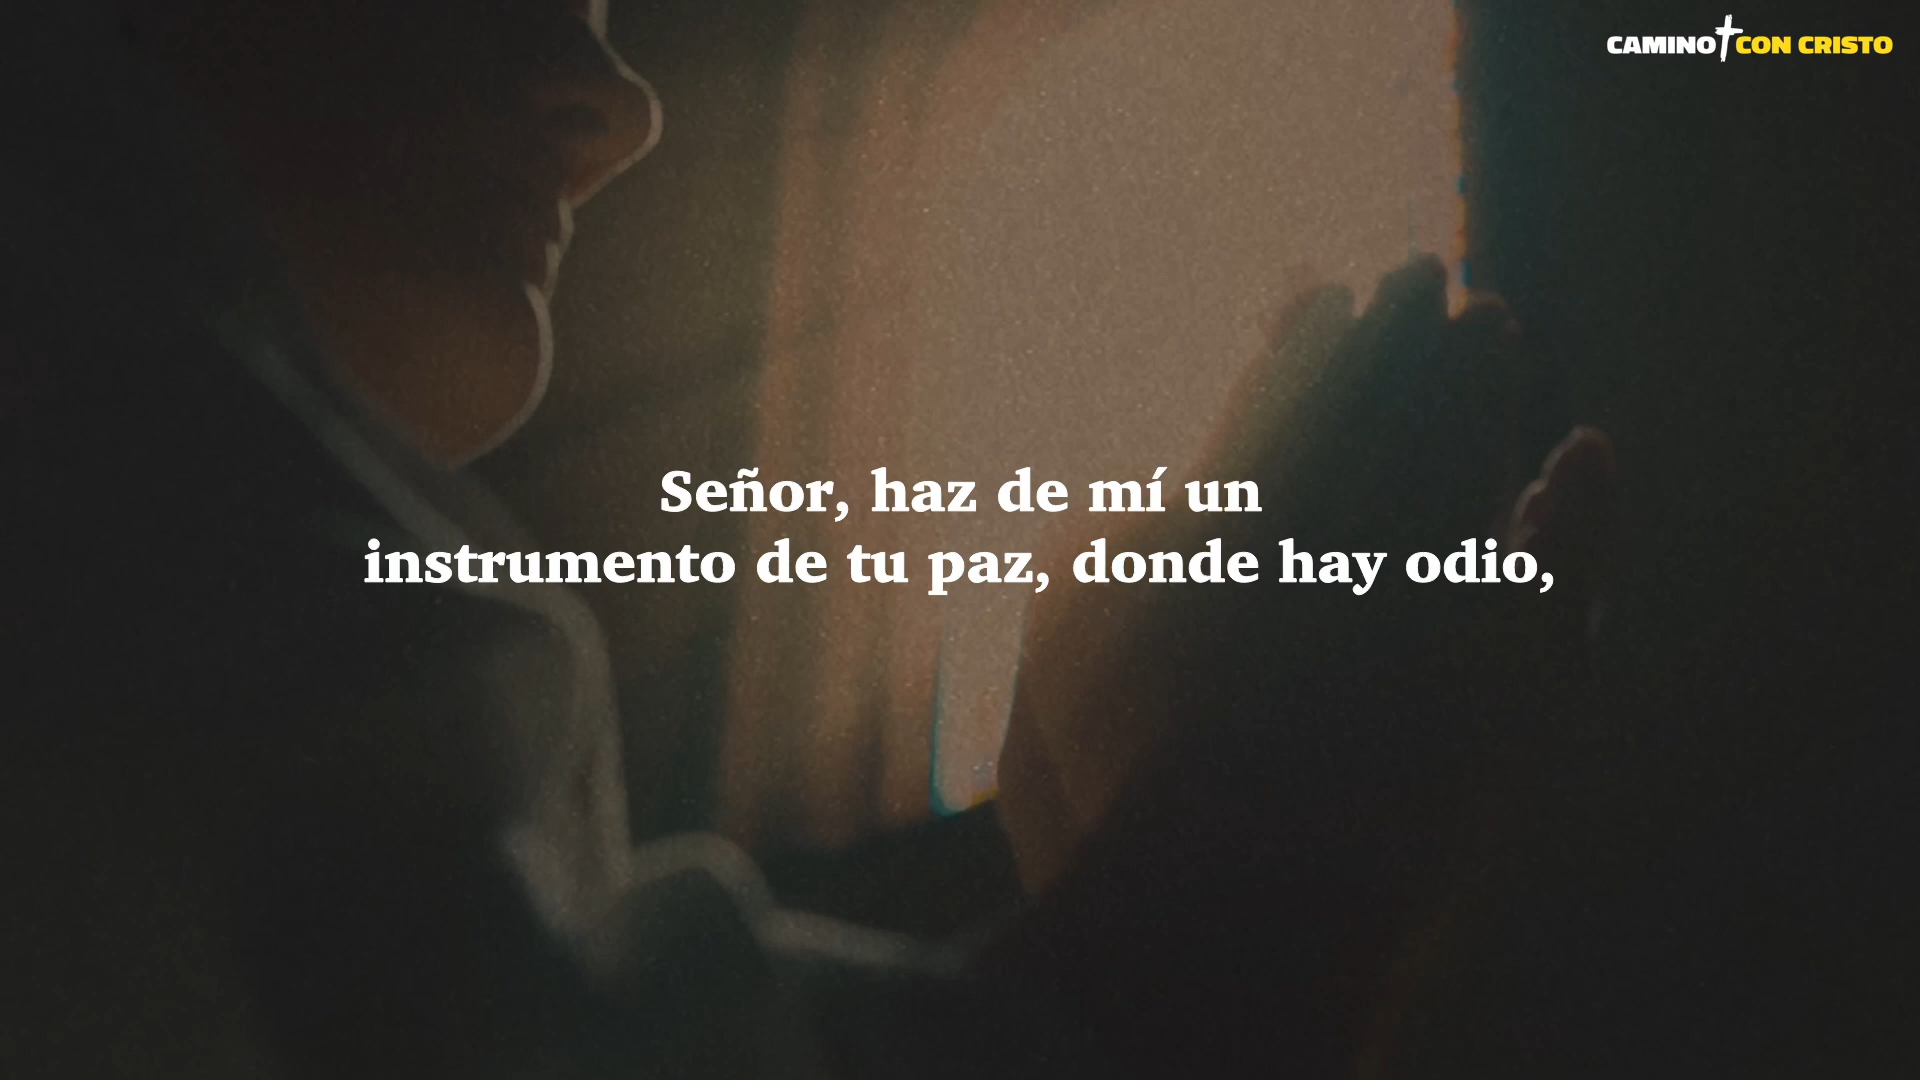 CAMINO CON CRISTO
Señor, haz de mí un
instrumento de tu paz, donde hay odio,